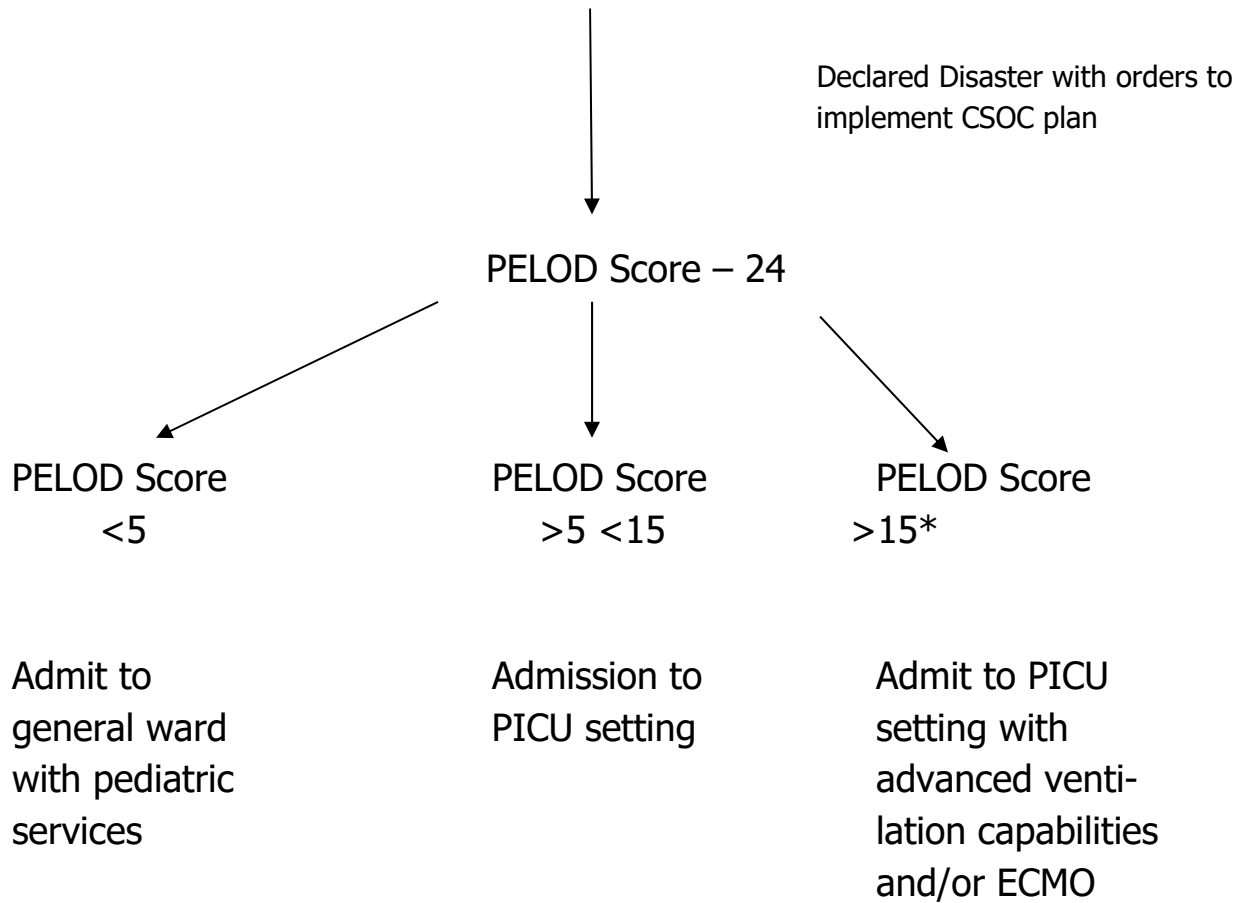 Declared Disaster with orders to
implement CSOC plan
PELOD Score – 24
PELOD Score
<5
PELOD Score
>5 <15
PELOD Score
>15*
Admit to
general ward
with pediatric
services
Admission to
PICU setting
Admit to PICU
setting with
advanced venti-
lation capabilities
and/or ECMO